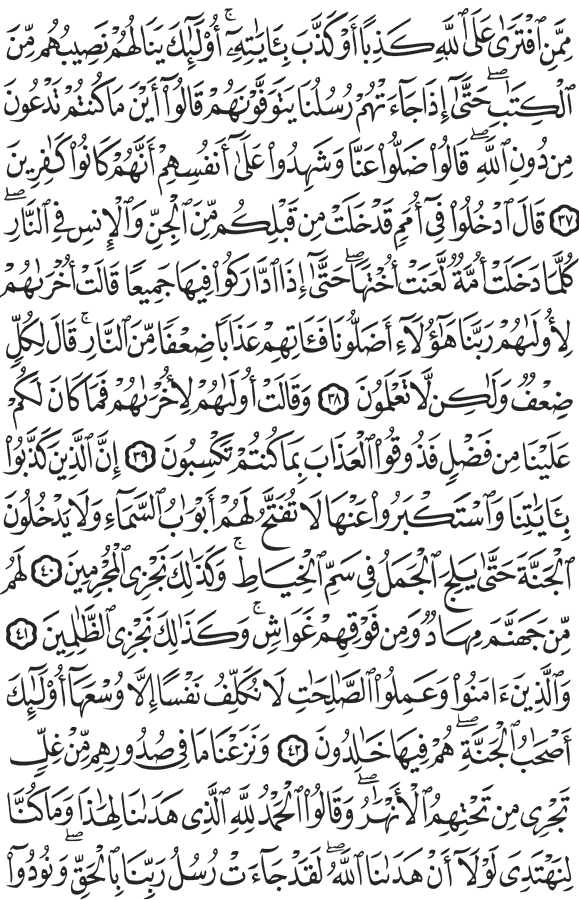 مِمَّنِ ٱفْتَرَىٰ عَلَى ٱللَّهِ كَذِبًا أَوْ كَذَّبَ بِـَٔايَـٰتِهِۦٓ ۚ أُو۟لَـٰٓئِكَ يَنَالُهُمْ نَصِيبُهُم مِّنَ
ٱلْكِتَـٰبِ ۖ حَتَّىٰٓ إِذَا جَآءَتْهُمْ رُسُلُنَا يَتَوَفَّوْنَهُمْ قَالُوٓا۟ أَيْنَ مَا كُنتُمْ تَدْعُونَ
مِن دُونِ ٱللَّهِ ۖ قَالُوا۟ ضَلُّوا۟ عَنَّا وَشَهِدُوا۟ عَلَىٰٓ أَنفُسِهِمْ أَنَّهُمْ كَانُوا۟ كَـٰفِرِينَ
٣٧ قَالَ ٱدْخُلُوا۟ فِىٓ أُمَمٍ قَدْ خَلَتْ مِن قَبْلِكُم مِّنَ ٱلْجِنِّ وَٱلْإِنسِ فِى ٱلنَّارِ ۖ
كُلَّمَا دَخَلَتْ أُمَّةٌ لَّعَنَتْ أُخْتَهَا ۖ حَتَّىٰٓ إِذَا ٱدَّارَكُوا۟ فِيهَا جَمِيعًا قَالَتْ أُخْرَىٰهُمْ
لِأُولَىٰهُمْ رَبَّنَا هَـٰٓؤُلَآءِ أَضَلُّونَا فَـَٔاتِهِمْ عَذَابًا ضِعْفًا مِّنَ ٱلنَّارِ ۖ قَالَ لِكُلٍّ
ضِعْفٌ وَلَـٰكِن لَّا تَعْلَمُونَ ٣٨ وَقَالَتْ أُولَىٰهُمْ لِأُخْرَىٰهُمْ فَمَا كَانَ لَكُمْ
عَلَيْنَا مِن فَضْلٍ فَذُوقُوا۟ ٱلْعَذَابَ بِمَا كُنتُمْ تَكْسِبُونَ ٣٩ إِنَّ ٱلَّذِينَ كَذَّبُوا۟
بِـَٔايَـٰتِنَا وَٱسْتَكْبَرُوا۟ عَنْهَا لَا تُفَتَّحُ لَهُمْ أَبْوَٰبُ ٱلسَّمَآءِ وَلَا يَدْخُلُونَ
ٱلْجَنَّةَ حَتَّىٰ يَلِجَ ٱلْجَمَلُ فِى سَمِّ ٱلْخِيَاطِ ۚ وَكَذَٰلِكَ نَجْزِى ٱلْمُجْرِمِينَ ٤٠ لَهُم
مِّن جَهَنَّمَ مِهَادٌ وَمِن فَوْقِهِمْ غَوَاشٍ ۚ وَكَذَٰلِكَ نَجْزِى ٱلظَّـٰلِمِينَ ٤١
وَٱلَّذِينَ ءَامَنُوا۟ وَعَمِلُوا۟ ٱلصَّـٰلِحَـٰتِ لَا نُكَلِّفُ نَفْسًا إِلَّا وُسْعَهَآ أُو۟لَـٰٓئِكَ
أَصْحَـٰبُ ٱلْجَنَّةِ ۖ هُمْ فِيهَا خَـٰلِدُونَ ٤٢ وَنَزَعْنَا مَا فِى صُدُورِهِم مِّنْ غِلٍّ
تَجْرِى مِن تَحْتِهِمُ ٱلْأَنْهَـٰرُ ۖ وَقَالُوا۟ ٱلْحَمْدُ لِلَّهِ ٱلَّذِى هَدَىٰنَا لِهَـٰذَا وَمَا كُنَّا
لِنَهْتَدِىَ لَوْلَآ أَنْ هَدَىٰنَا ٱللَّهُ ۖ لَقَدْ جَآءَتْ رُسُلُ رَبِّنَا بِٱلْحَقِّ ۖ وَنُودُوٓا۟